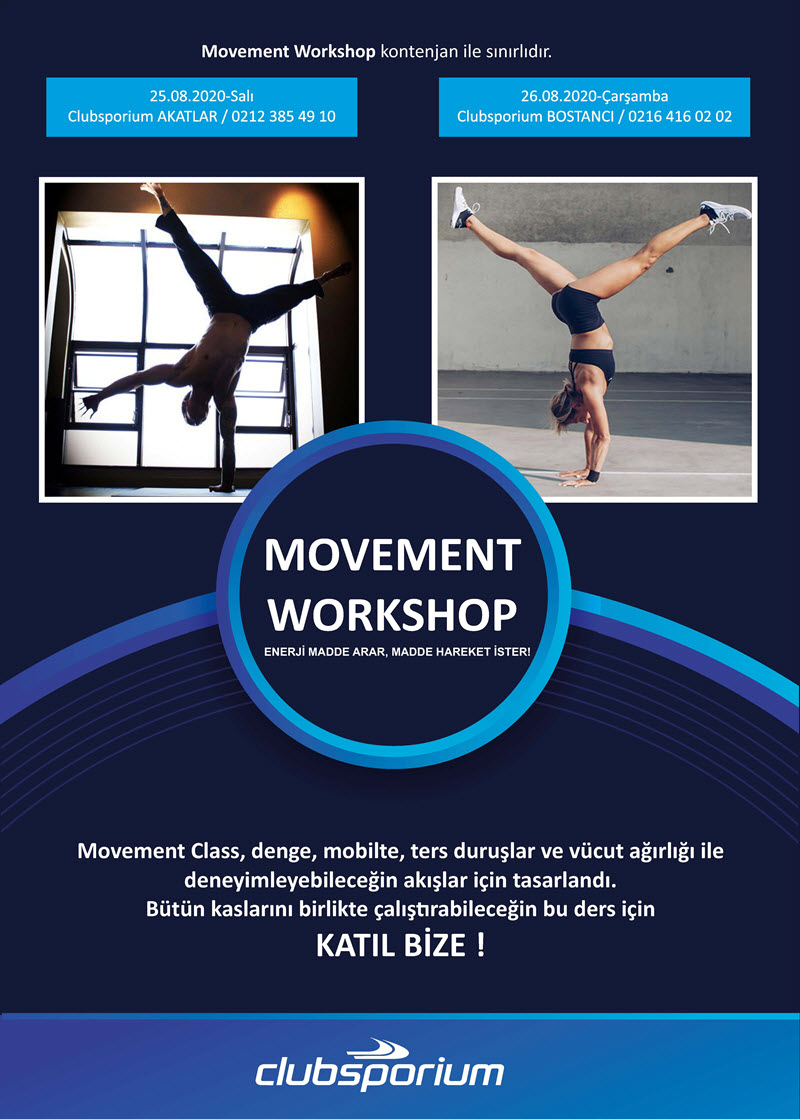 Movement Workshop kontenjan ile sınırlıdır.
25.08.2020-Salı
Clubsporium AKATLAR / 0212 385 49 10
26.08.2020-Çarşamba
Clubsporium BOSTANCI / 0216 416 02 02
MOVEMENT
WORKSHOP
ENERJİ MADDE ARAR, MADDE HAREKET İSTER!
Movement Class, denge, mobilte, ters duruşlar ve vücut ağırlığı ile
deneyimleyebileceğin akışlar için tasarlandı.
Bütün kaslarını birlikte çalıştırabileceğin bu ders için
KATIL BİZE !
clubsporium